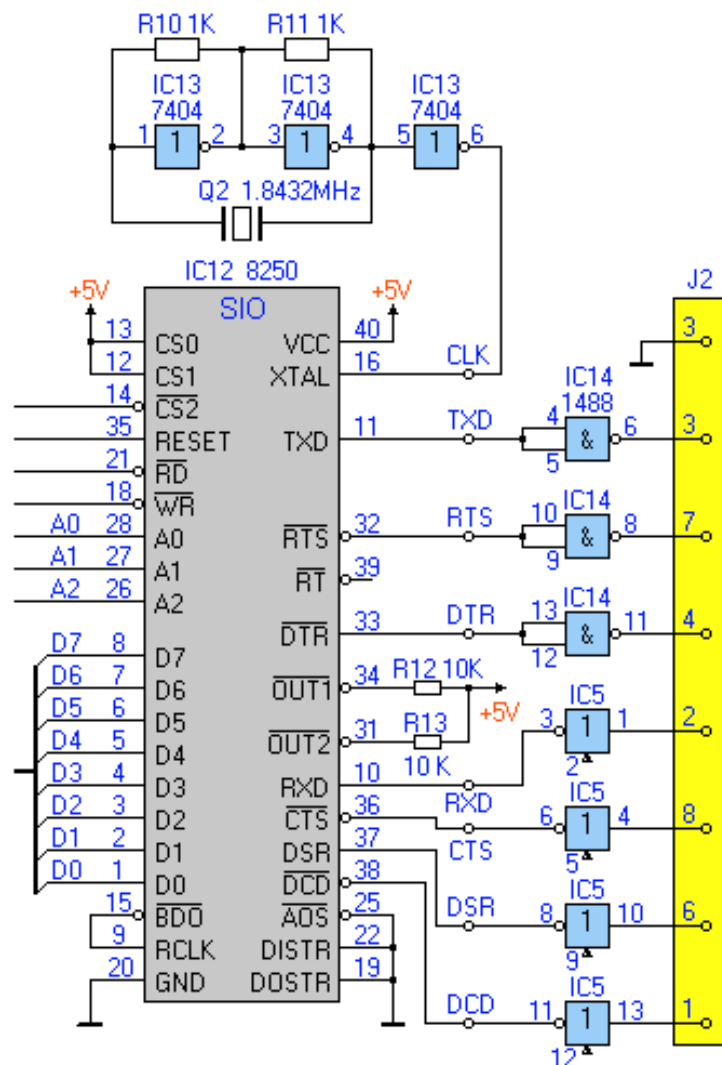 R10 1K R11 1K
IC13 IC13 IC13
7404 7404 7404
1 1 2 3 1 4 5 1 6
Q2 1.8432MHz
IC12 8250
J2
+5V SIO +5V
13 CS0 VCC 40 3
12 CS1 XTAL 16 CLK
14 CS2 IC14
1488
35 RESET TXD 11 TXD 4 5 & 6 3
21 RD
18 WR IC14
A0 28 A0 RTS 32 RTS 10 9 & 8 7
A1 27 A1 RT 39
A2 26 A2 IC14
DTR 33 DTR 13 12 & 11 4
D7 8 D7
D6 7 D6 OUT1 34 R12 10K
+5V
D5 6 D5 IC5
D4 5 D4 OUT2 31 R13 10K 3 1 1 2 2
D3 4 D3 RXD 10 RXD
D2 3 D2 CTS 36 CTS IC5 6 1 4 5 8
D1 2 D1 DSR 37
D0 1 D0 DCD 38 IC5
15 BDO AOS 25 DSR 8 1 10 9 6
9 RCLK DISTR 22
20 GND DOSTR 19 IC5
DCD 11 1 13 12 1